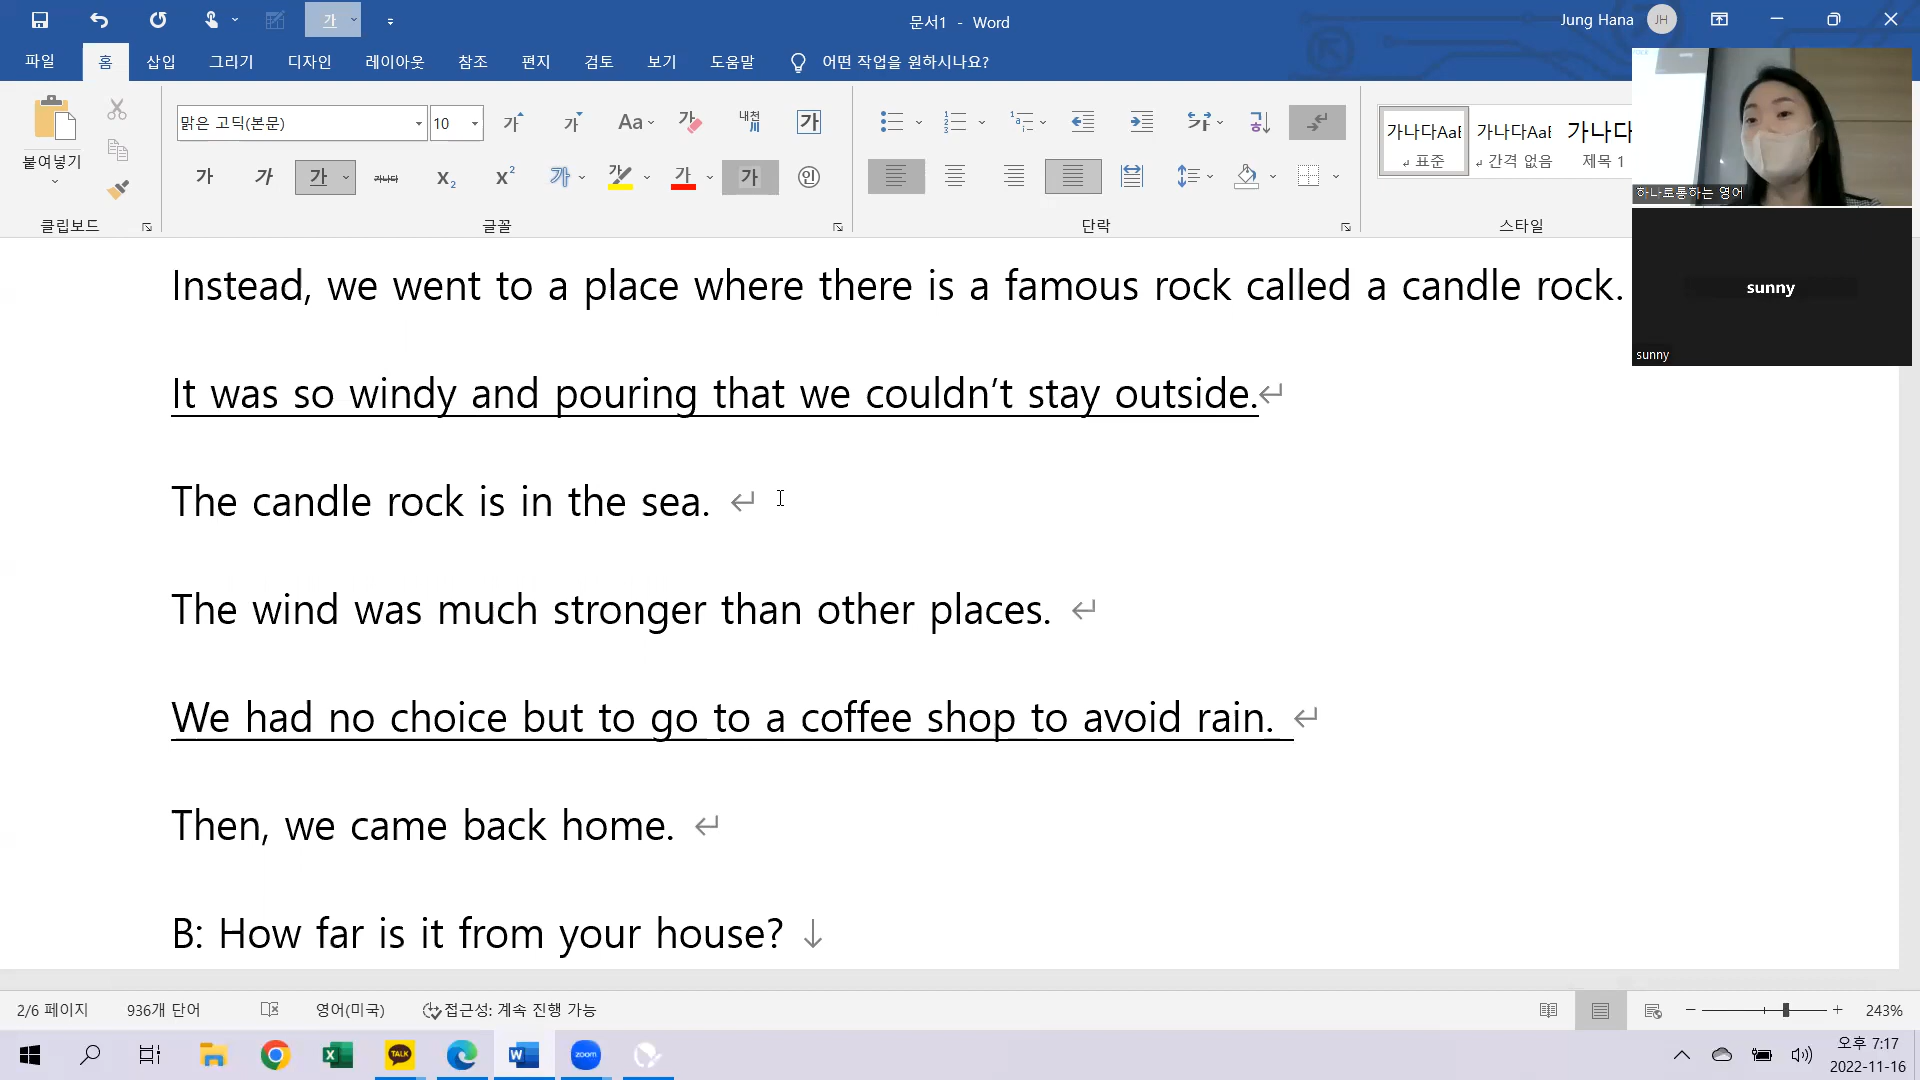 문서1 - Word
Jung Hana
JH
파일
홈
삽입
그리기
디자인
레이아웃
참조
편지
검토
보기
도움말
어떤 작업을 원하시나요?
붙여넣기
클립보드
맑은 고딕(본문)
10
글꼴
단락
가나다AaB
표준
가나다AaB
간격 없음
가나다
제목 1
스타일
하나로통하는 영어
sunny
sunny
Instead, we went to a place where there is a famous rock called a candle rock.
It was so windy and pouring that we couldn’t stay outside.
The candle rock is in the sea.
The wind was much stronger than other places.
We had no choice but to go to a coffee shop to avoid rain.
Then, we came back home.
B: How far is it from your house?
2/6 페이지
936개 단어
영어(미국)
접근성: 계속 진행 가능
243%
TALK
zoom
오후 7:17
2022-11-16